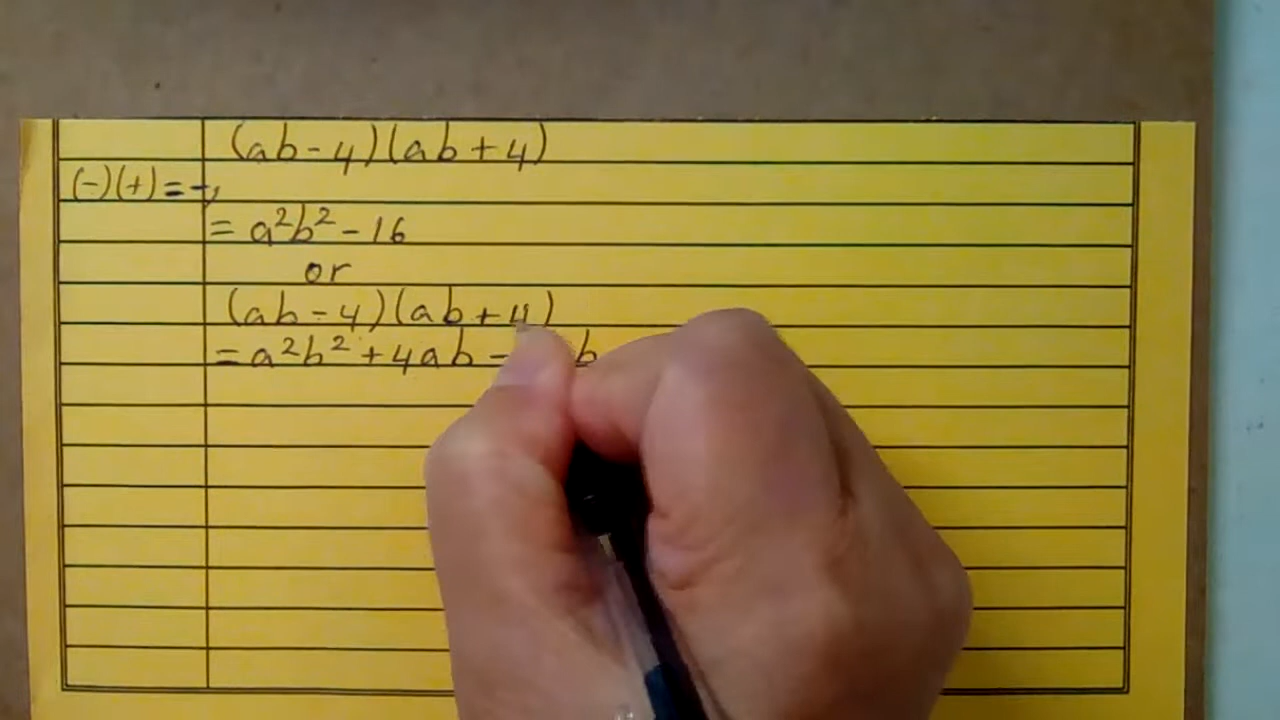 (ab-4)(ab+4)
(-)(+)=-,
= a²b²-16
or
(ab-4)(ab+4)
= a²b²+4ab-